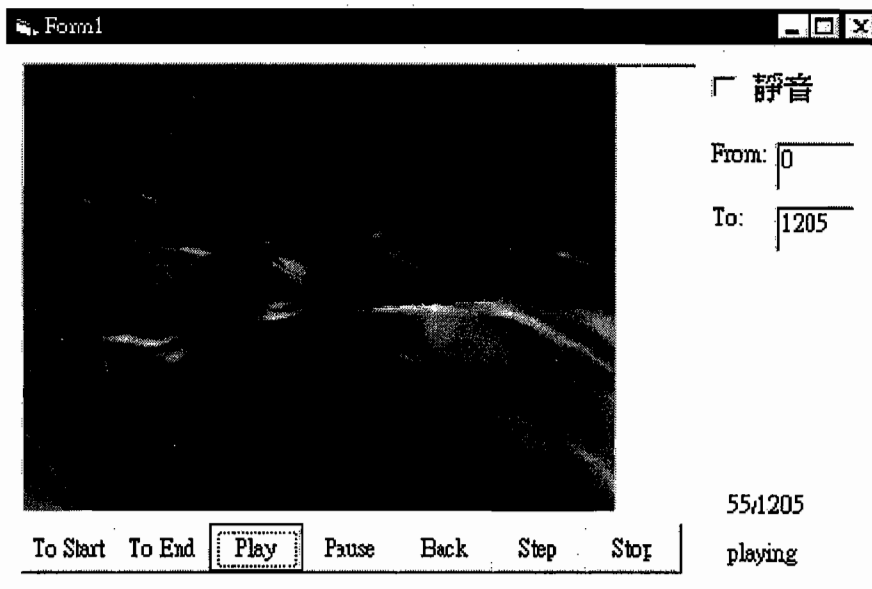 Form1
靜音
From: 0
To: 1205
55/1205
To Start To End Play Pause Back Step Stop
playing